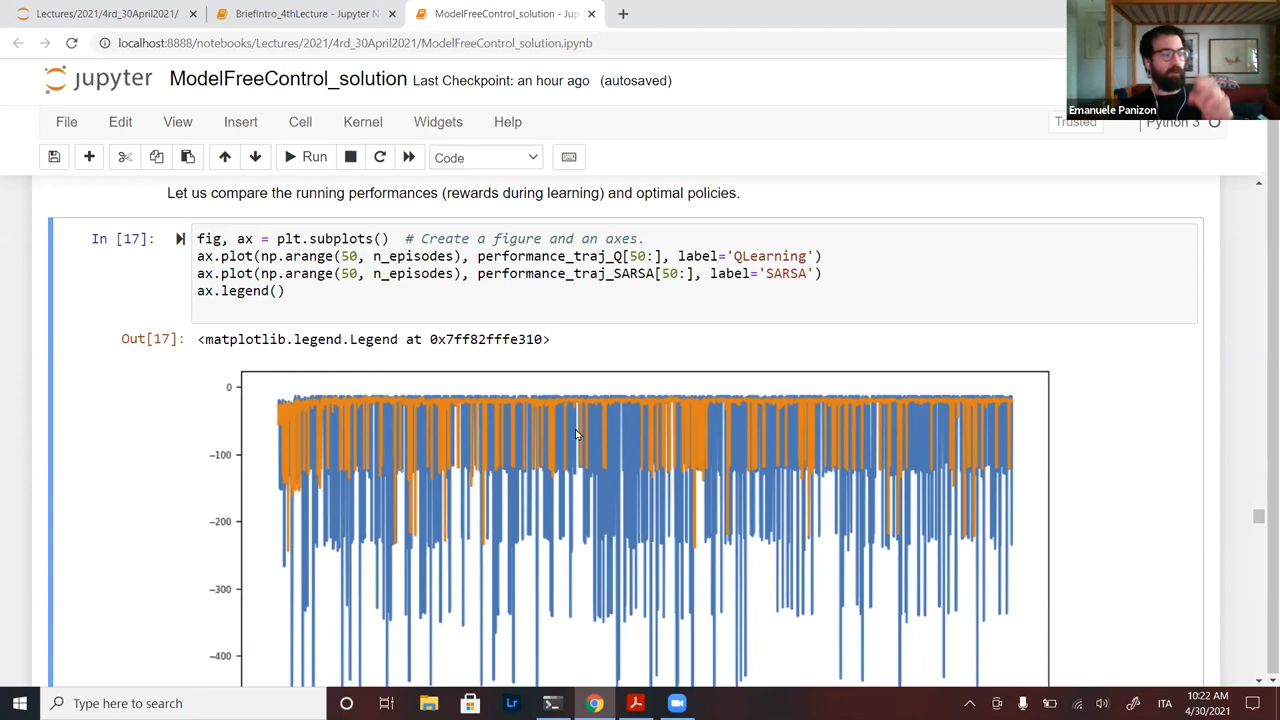 Lectures/2021/4rd_30April2021/
BriefIntro_4thLecture - Jupyter N
ModelFreeControl_solution - Jup
localhost:8888/notebooks/Lectures/2021/4rd_30April2021/ModelFreeControl_solution.ipynb
Emanuele Panizon
jupyter
ModelFreeControl_solution Last Checkpoint: an hour ago (autosaved)
File Edit View Insert Cell Kernel Widgets Help
Trusted
Python 3
Run
Code
Let us compare the running performances (rewards during learning) and optimal policies.
In [17]:
fig, ax = plt.subplots()  # Create a figure and an axes.
ax.plot(np.arange(50, n_episodes), performance_traj_Q[50:], label='QLearning')
ax.plot(np.arange(50, n_episodes), performance_traj_SARSA[50:], label='SARSA')
ax.legend()
Out[17]: <matplotlib.legend.Legend at 0x7ff82fffe310>
0
−100
−200
−300
−400
Type here to search
Lr
ITA
10:22 AM
4/30/2021